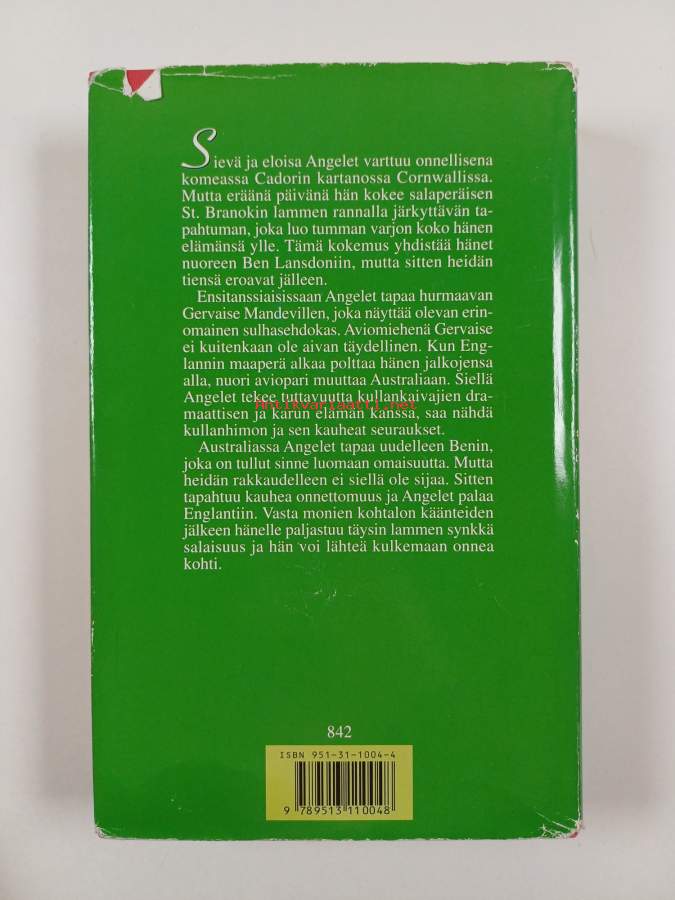 Sievä ja eloisa Angelet varttuu onnellisena
komeassa Cadorin kartanossa Cornwallissa.
Mutta eräänä päivänä hän kokee salaperäisen
St. Branokin lammen rannalla järkyttävän ta-
pahtuman, joka luo tumman varjon koko hänen
elämänsä ylle. Tämä kokemus yhdistää hänet
nuoreen Ben Lansdoniin, mutta sitten heidän
tiensä eroavat jälleen.
Ensitanssiaisissaan Angelet tapaa hurmaavan
Gervaise Mandevillen, joka näyttää olevan erin-
omainen sulhasehdokas. Aviomiehenä Gervaise
ei kuitenkaan ole aivan täydellinen. Kun Eng-
lannin maaperä alkaa polttaa hänen jalkojensa
alla, nuori aviopari muuttaa Australiaan. Siellä
Angelet tekee tuttavuutta kullankaivajien dra-
Antikvariaatti.net
maattisen ja karun elämän kanssa, saa nähdä
kullanhimon ja sen kauheat seuraukset.
Australiassa Angelet tapaa uudelleen Benin,
joka on tullut sinne luomaan omaisuutta. Mutta
heidän rakkaudelleen ei siellä ole sijaa. Sitten
tapahtuu kauhea onnettomuus ja Angelet palaa
Englantiin. Vasta monien kohtalon käänteiden
jälkeen hänelle paljastuu täysin lammen synkkä
salaisuus ja hän voi lähteä kulkemaan onnea
kohti.
842
ISBN 951-31-1004-4
9 789513 110048